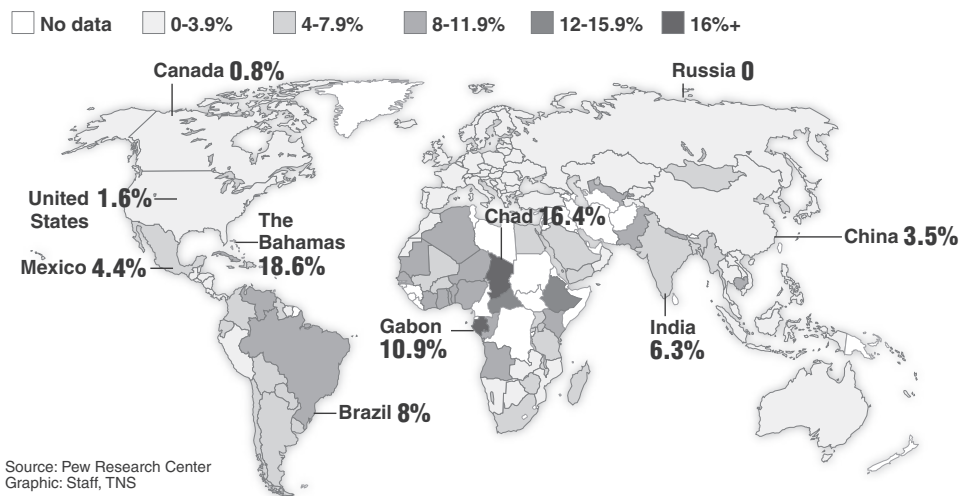 No data 0-3.9% 4-7.9% 8-11.9% 12-15.9% 16%+
Canada 0.8%
Russia 0
United 1.6%
States
The
Bahamas
18.6%
Chad 16.4%
China 3.5%
Mexico 4.4%
Gabon
10.9%
India
6.3%
Brazil 8%
Source: Pew Research Center
Graphic: Staff, TNS